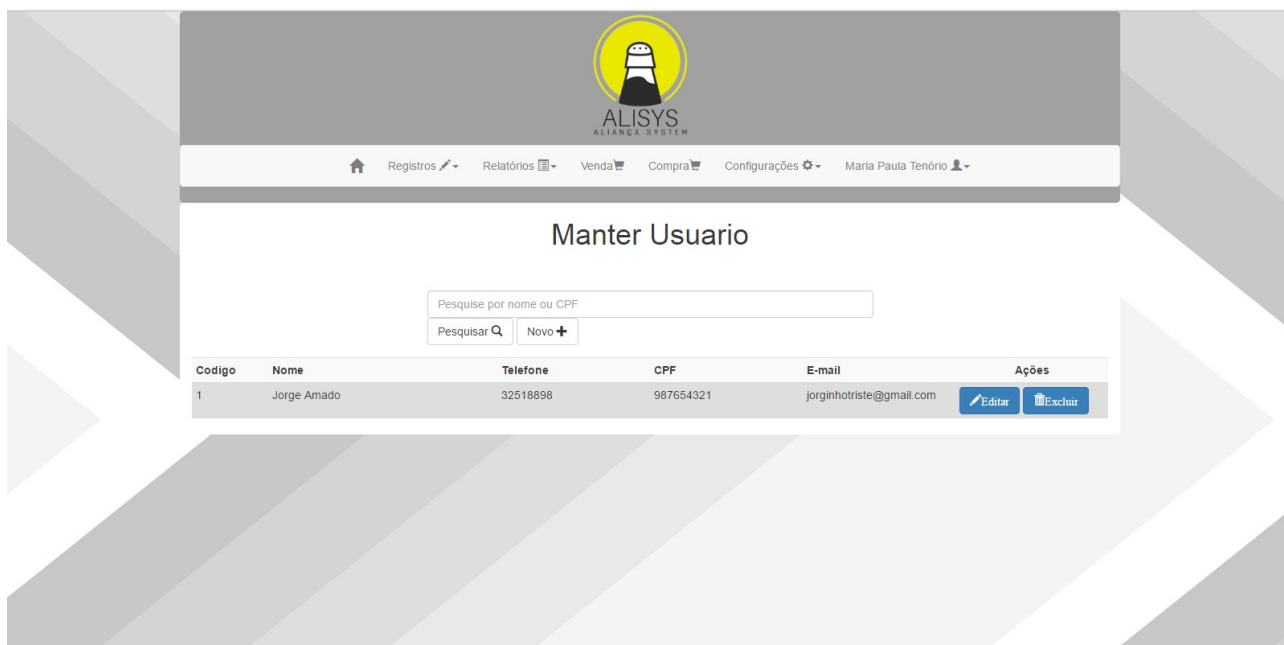 ALISYS
ALIANÇA SYSTEM
Registros Relatórios Venda Compra Configurações Maria Paula Tenório
Manter Usuario
Pesquise por nome ou CPF
Pesquisar Novo
Codigo Nome Telefone CPF E-mail Ações
1 Jorge Amado 32518898 987654321 jorginhotriste@gmail.com Editar Excluir